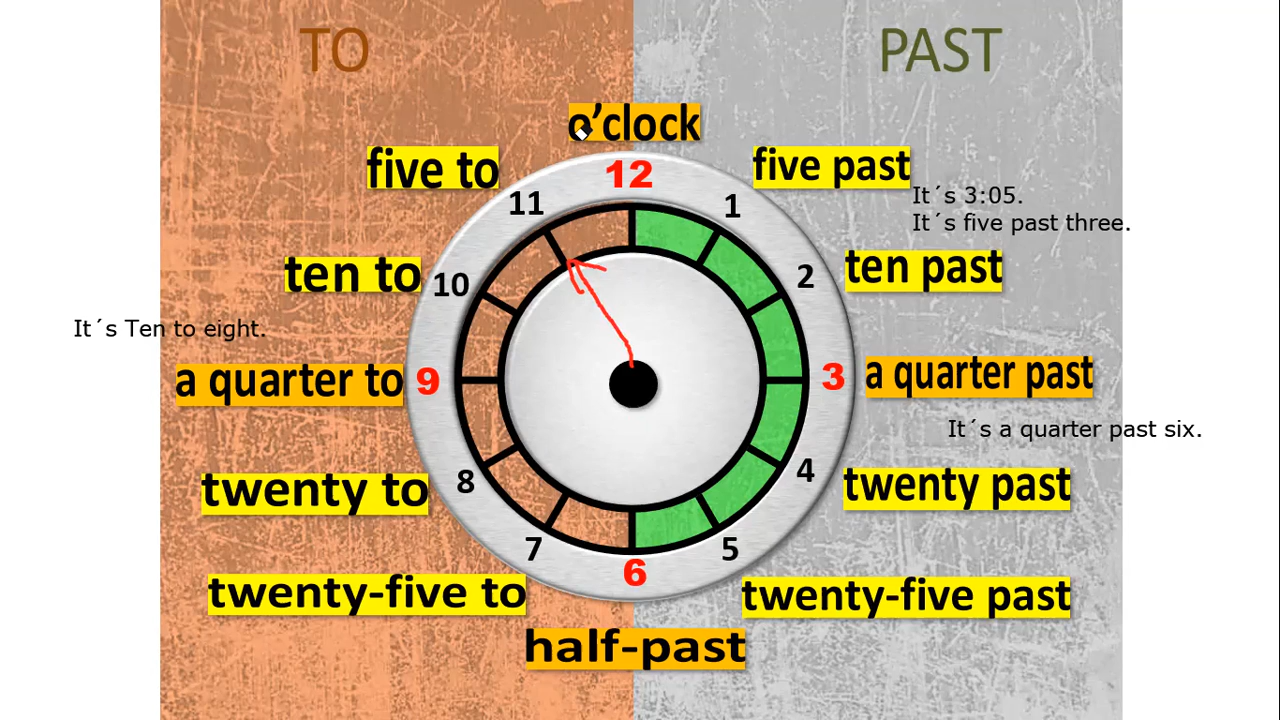 TO
PAST
o’clock
five to
five past
12
11
1
It´s 3:05.
It´s five past three.
ten to
ten past
10
2
It´s Ten to eight.
a quarter to
9
3
a quarter past
It´s a quarter past six.
twenty to
8
4
twenty past
7
5
6
twenty-five to
twenty-five past
half-past